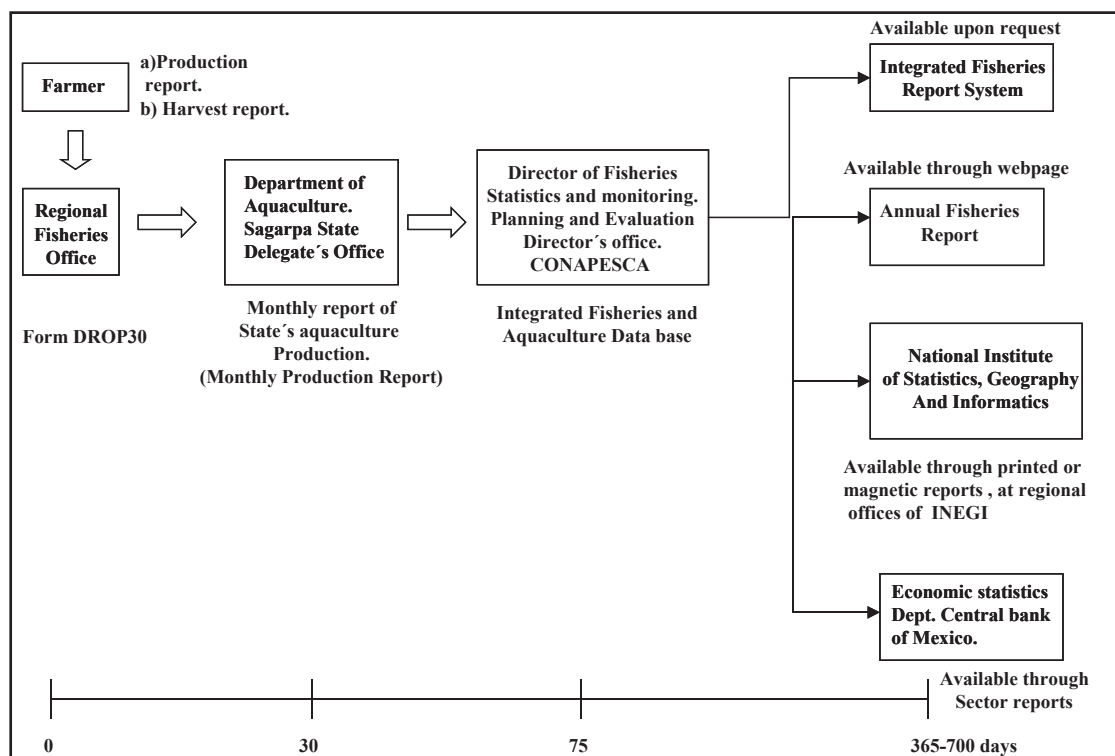 Farmer
a)Production
report.
b) Harvest report.
Regional
Fisheries
Office
Form DROP30
Department of
Aquaculture.
Sagarpa State
Delegate´s Office
Monthly report of
State´s aquaculture
Production.
(Monthly Production Report)
Director of Fisheries
Statistics and monitoring.
Planning and Evaluation
Director´s office.
CONAPESCA
Integrated Fisheries and
Aquaculture Data base
Available upon request
Integrated Fisheries
Report System
Available through webpage
Annual Fisheries
Report
National Institute
of Statistics, Geography
And Informatics
Available through printed or
magnetic reports , at regional
offices of INEGI
Economic statistics
Dept. Central bank
of Mexico.
Available through
Sector reports
0
30
75
365-700 days